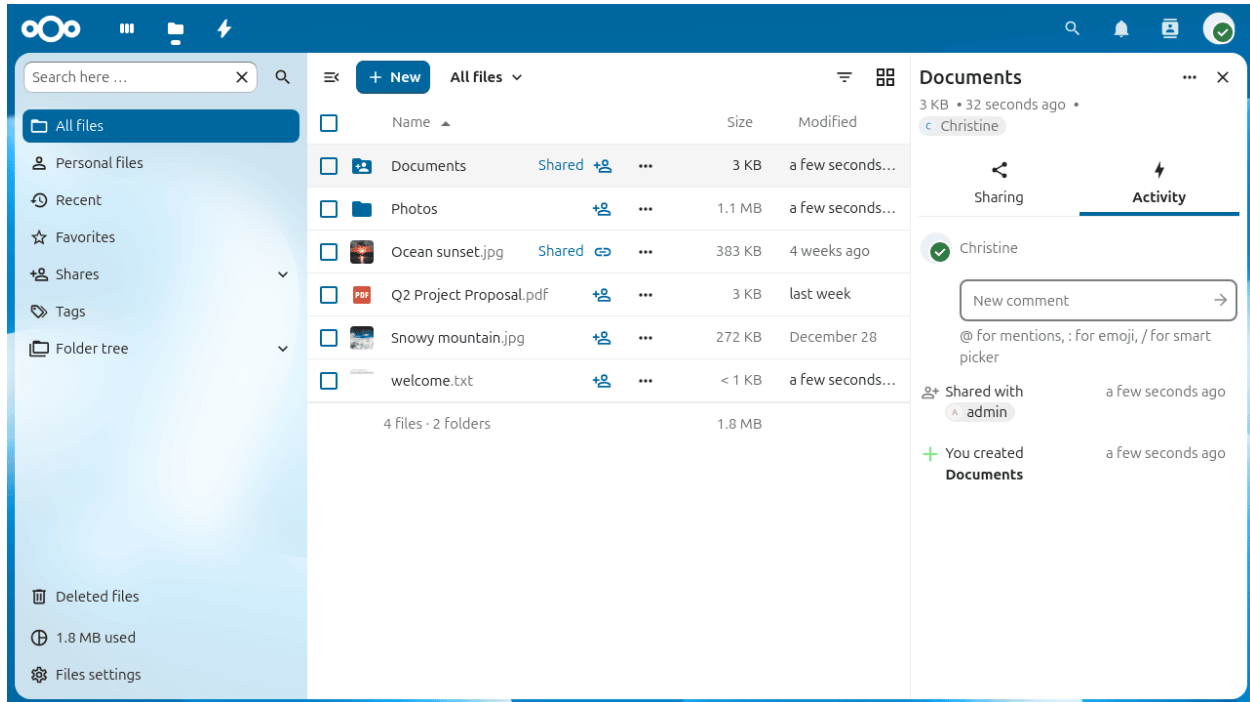 Search here ...
All files
Personal files
Recent
Favorites
Shares
Tags
Folder tree
Deleted files
1.8 MB used
Files settings
New
All files
Name Size Modified
Documents Shared 3 KB a few seconds...
Photos 1.1 MB a few seconds...
Ocean sunset.jpg Shared 383 KB 4 weeks ago
PDF Q2 Project Proposal.pdf 3 KB last week
Snowy mountain.jpg 272 KB December 28
welcome.txt < 1 KB a few seconds...
4 files · 2 folders 1.8 MB
Documents
3 KB • 32 seconds ago •
C Christine
Sharing Activity
Christine
New comment
@ for mentions, : for emoji, / for smart
picker
Shared with a few seconds ago
A admin
You created a few seconds ago
Documents